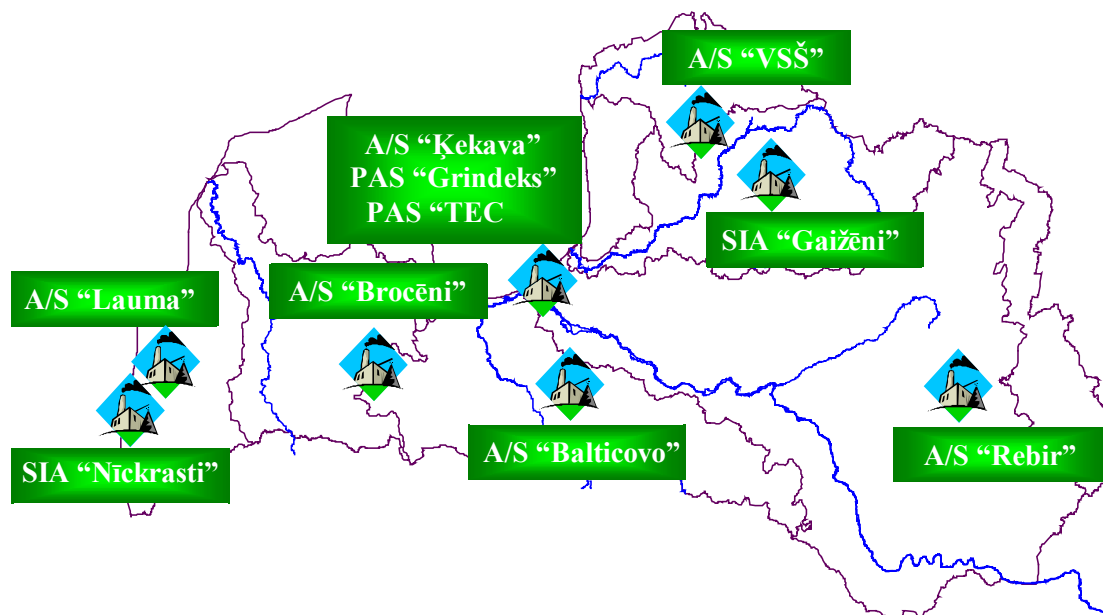 A/S “VSŠ”
A/S “Ķekava”
PAS “Grindeks”
PAS “TEC
SIA “Gaižēni”
A/S “Lauma”
A/S “Brocēni”
SIA “Nīckrasti”
A/S “Balticovo”
A/S “Rebir”